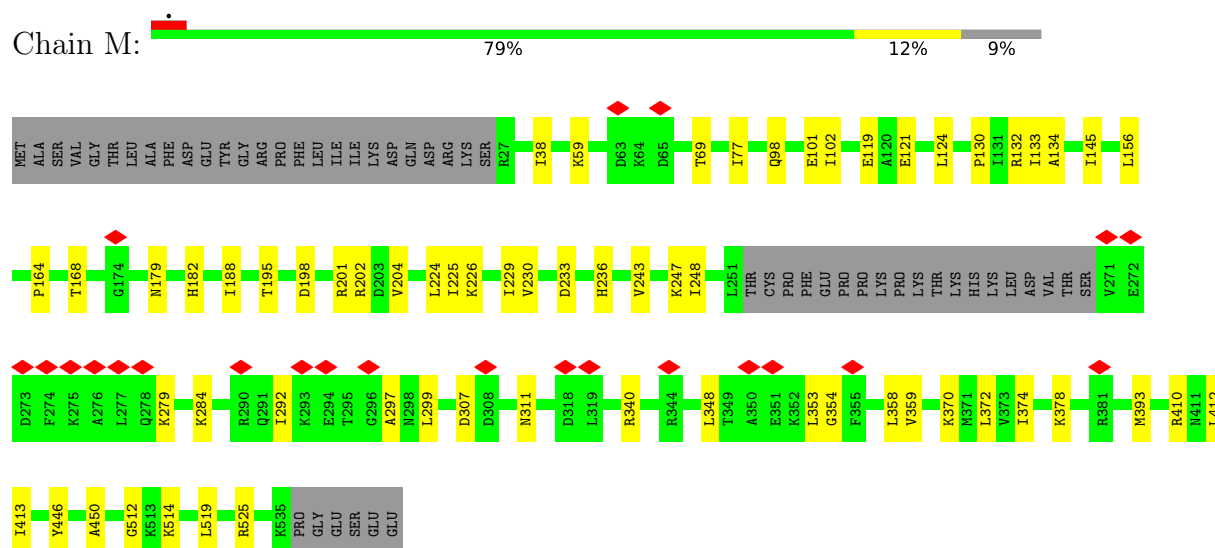 Chain M:
79% 12% 9%
MET ALA SER VAL GLY THR LEU ALA PHE ASP GLU TYR GLY ARG PRO PHE LEU ILE ILE LYS ASP GLN ASP ARG LYS SER R27 I38 K59 D63 K64 D65 T69 I77 Q98 E101 I102 E119 A120 E121 L124 P130 I131 R132 I133 A134 I145 L156
P164 T168 G174 N179 H182 I188 T195 D198 R201 R202 D203 V204 L224 I225 K226 I229 V230 D233 H236 V243 K247 I248 L251 THR CYS PRO PHE GLU PRO PRO LYS PRO LYS THR LYS HIS LYS LEU ASP VAL THR SER V271 E272
D273 F274 K275 A276 L277 Q278 K279 K284 R290 Q291 I292 K293 E294 T295 G296 A297 N298 L299 D307 D308 N311 D318 L319 R340 R344 L348 T349 A350 E351 K352 L353 G354 F355 L358 V359 K370 M371 L372 V373 I374 K378 R381 M393 R410 N411 L412
I413 Y446 A450 G512 K513 K514 L519 R525 K535 PRO GLY GLU SER GLU GLU